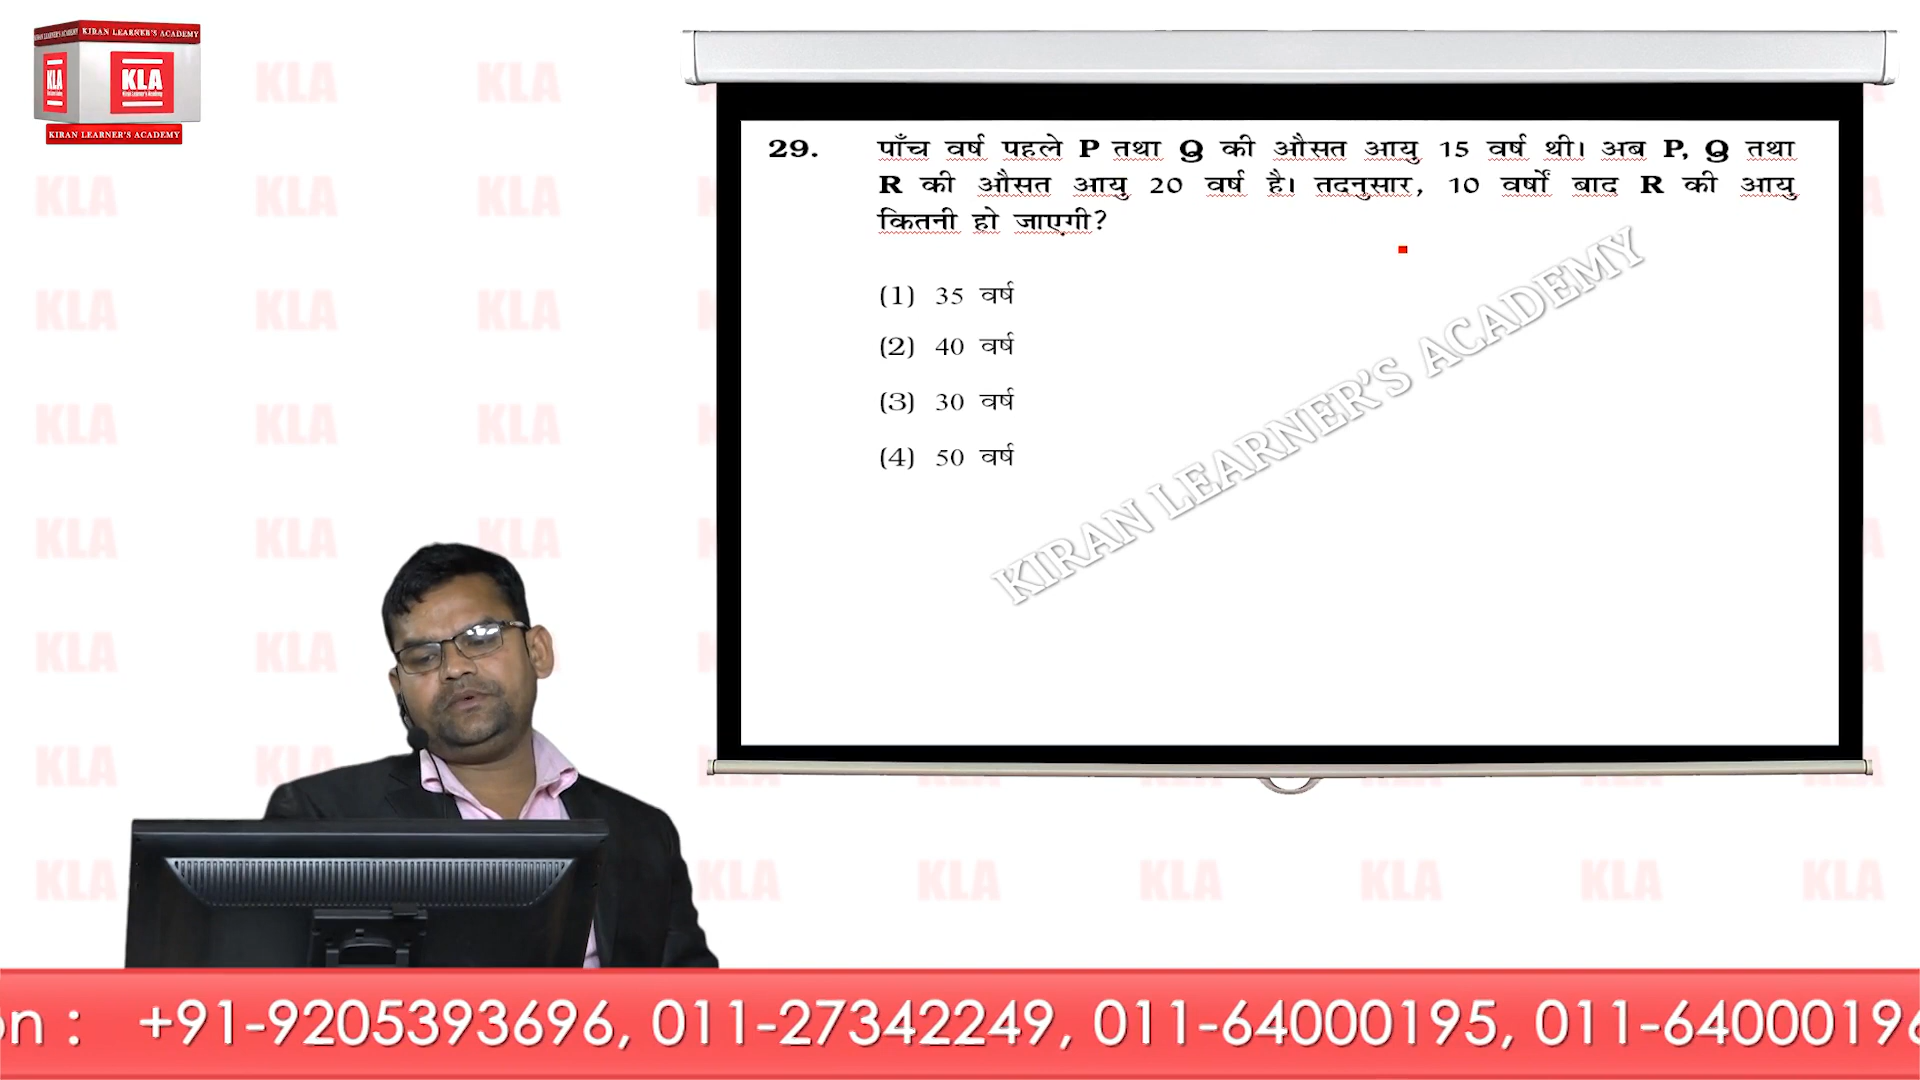 KIRAN LEARNER'S ACADEMY
KLA
KIRAN LEARNER'S ACADEMY
29. पाँच वर्ष पहले P तथा Q की औसत आयु 15 वर्ष थी। अब P, Q तथा
R की औसत आयु 20 वर्ष है। तदनुसार, 10 वर्षों बाद R की आयु
कितनी हो जाएगी?
(1) 35 वर्ष
(2) 40 वर्ष
(3) 30 वर्ष
(4) 50 वर्ष
KIRAN LEARNER'S ACADEMY
on : +91-9205393696, 011-27342249, 011-64000195, 011-6400019